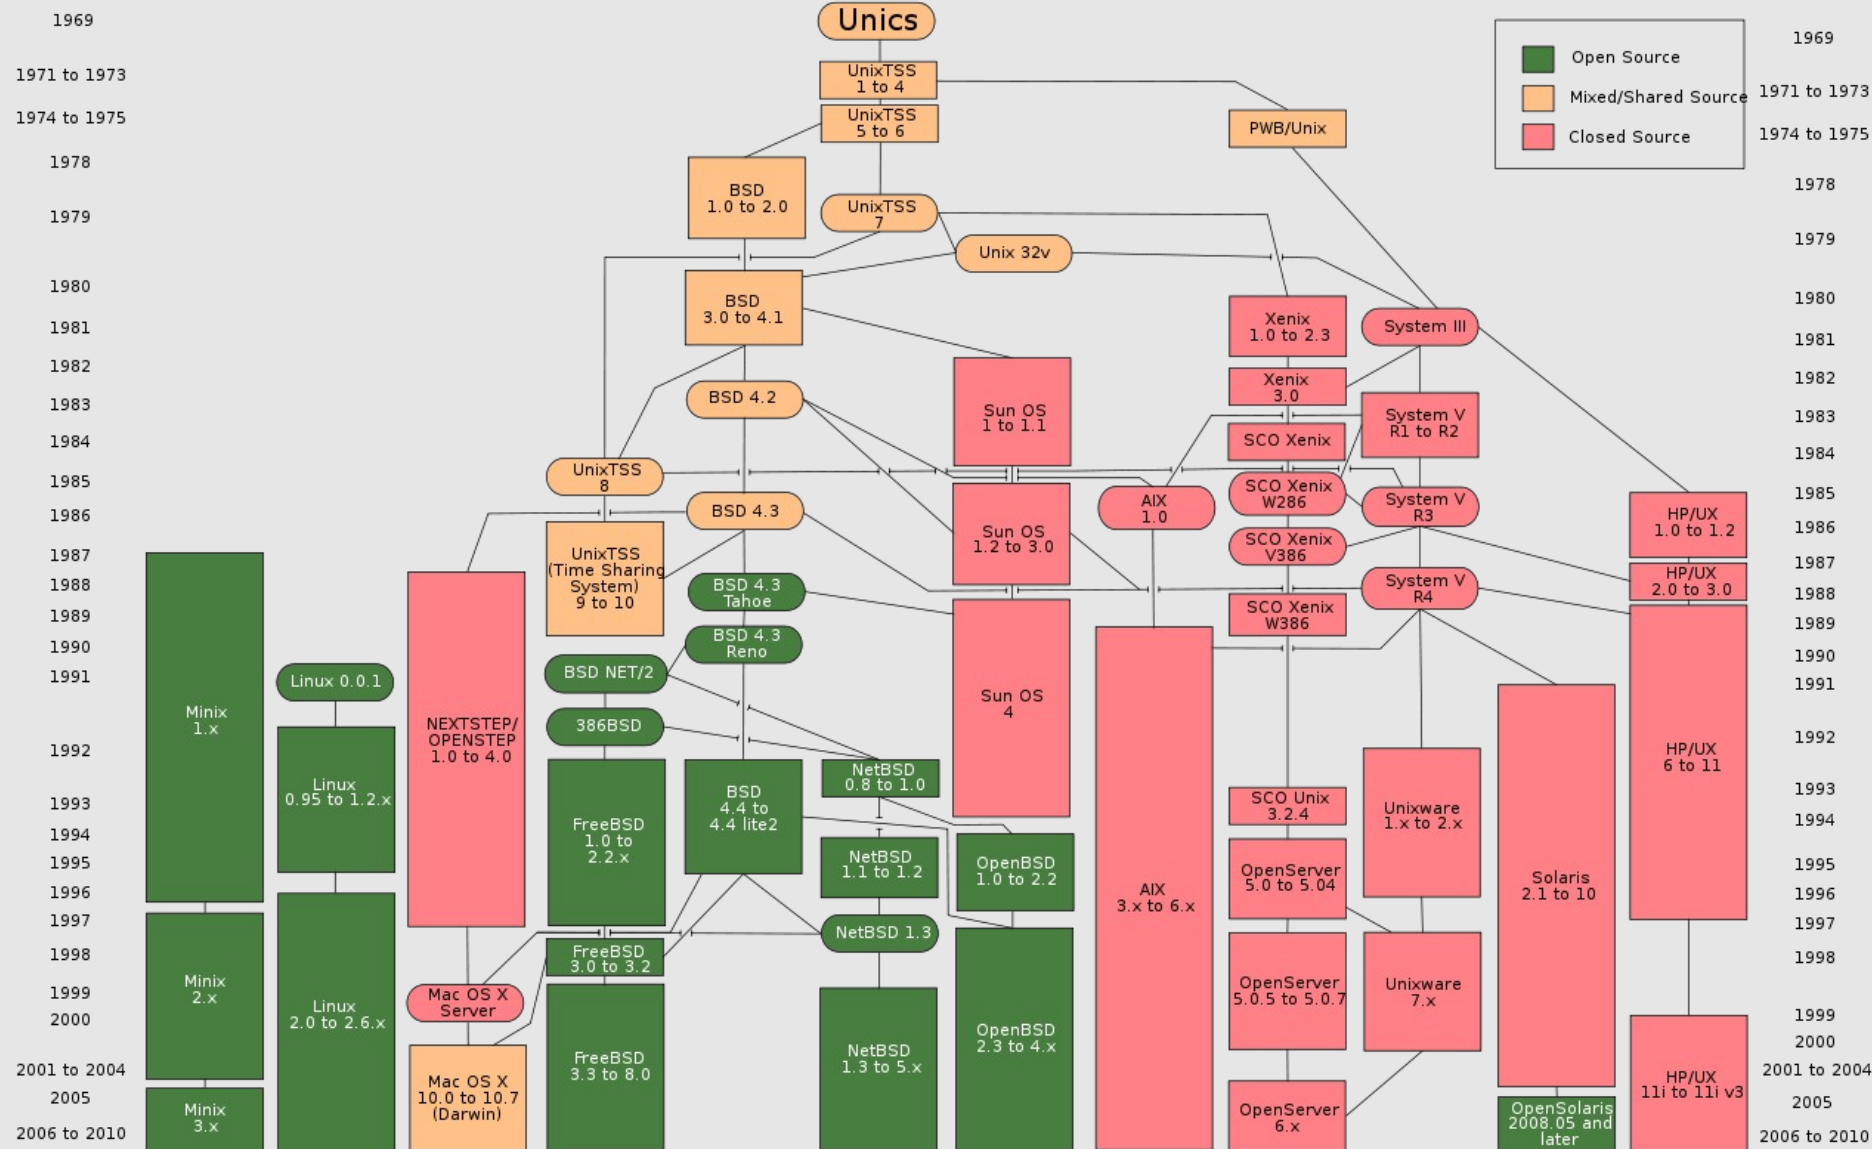 Unics
1969
1969
Open Source
Mixed/Shared Source
Closed Source
1971 to 1973
UnixTSS
1 to 4
1971 to 1973
1974 to 1975
UnixTSS
5 to 6
PWB/Unix
1974 to 1975
1978
BSD
1.0 to 2.0
1978
1979
UnixTSS
7
Unix 32v
1979
1980
BSD
3.0 to 4.1
1980
Xenix
1.0 to 2.3
System III
1981
1981
1982
Xenix
3.0
1982
1983
BSD 4.2
Sun OS
1 to 1.1
System V
R1 to R2
1983
1984
SCO Xenix
1984
1985
UnixTSS
8
SCO Xenix
W286
1985
1986
BSD 4.3
AIX
1.0
System V
R3
HP/UX
1.0 to 1.2
1986
Sun OS
1.2 to 3.0
SCO Xenix
V386
1987
UnixTSS
(Time Sharing
System)
9 to 10
1987
1988
BSD 4.3
Tahoe
System V
R4
HP/UX
2.0 to 3.0
1988
1989
SCO Xenix
W386
1989
1990
BSD 4.3
Reno
1990
1991
Linux 0.0.1
BSD NET/2
1991
Minix
1.x
NEXTSTEP/
OPENSTEP
1.0 to 4.0
386BSD
Sun OS
4
1992
1992
Linux
0.95 to 1.2.x
BSD
4.4 to
4.4 lite2
NetBSD
0.8 to 1.0
HP/UX
6 to 11
1993
SCO Unix
3.2.4
Unixware
1.x to 2.x
1993
1994
FreeBSD
1.0 to
2.2.x
1994
1995
NetBSD
1.1 to 1.2
OpenBSD
1.0 to 2.2
OpenServer
5.0 to 5.04
Solaris
2.1 to 10
1995
1996
AIX
3.x to 6.x
1996
1997
NetBSD 1.3
1997
1998
FreeBSD
3.0 to 3.2
1998
Minix
2.x
1999
Mac OS X
Server
OpenServer
5.0.5 to 5.0.7
Unixware
7.x
1999
2000
Linux
2.0 to 2.6.x
OpenBSD
2.3 to 4.x
2000
2001 to 2004
FreeBSD
3.3 to 8.0
NetBSD
1.3 to 5.x
2001 to 2004
Mac OS X
10.0 to 10.7
(Darwin)
HP/UX
11i to 11i v3
2005
2005
Minix
3.x
OpenServer
6.x
OpenSolaris
2008.05 and
later
2006 to 2010
2006 to 2010